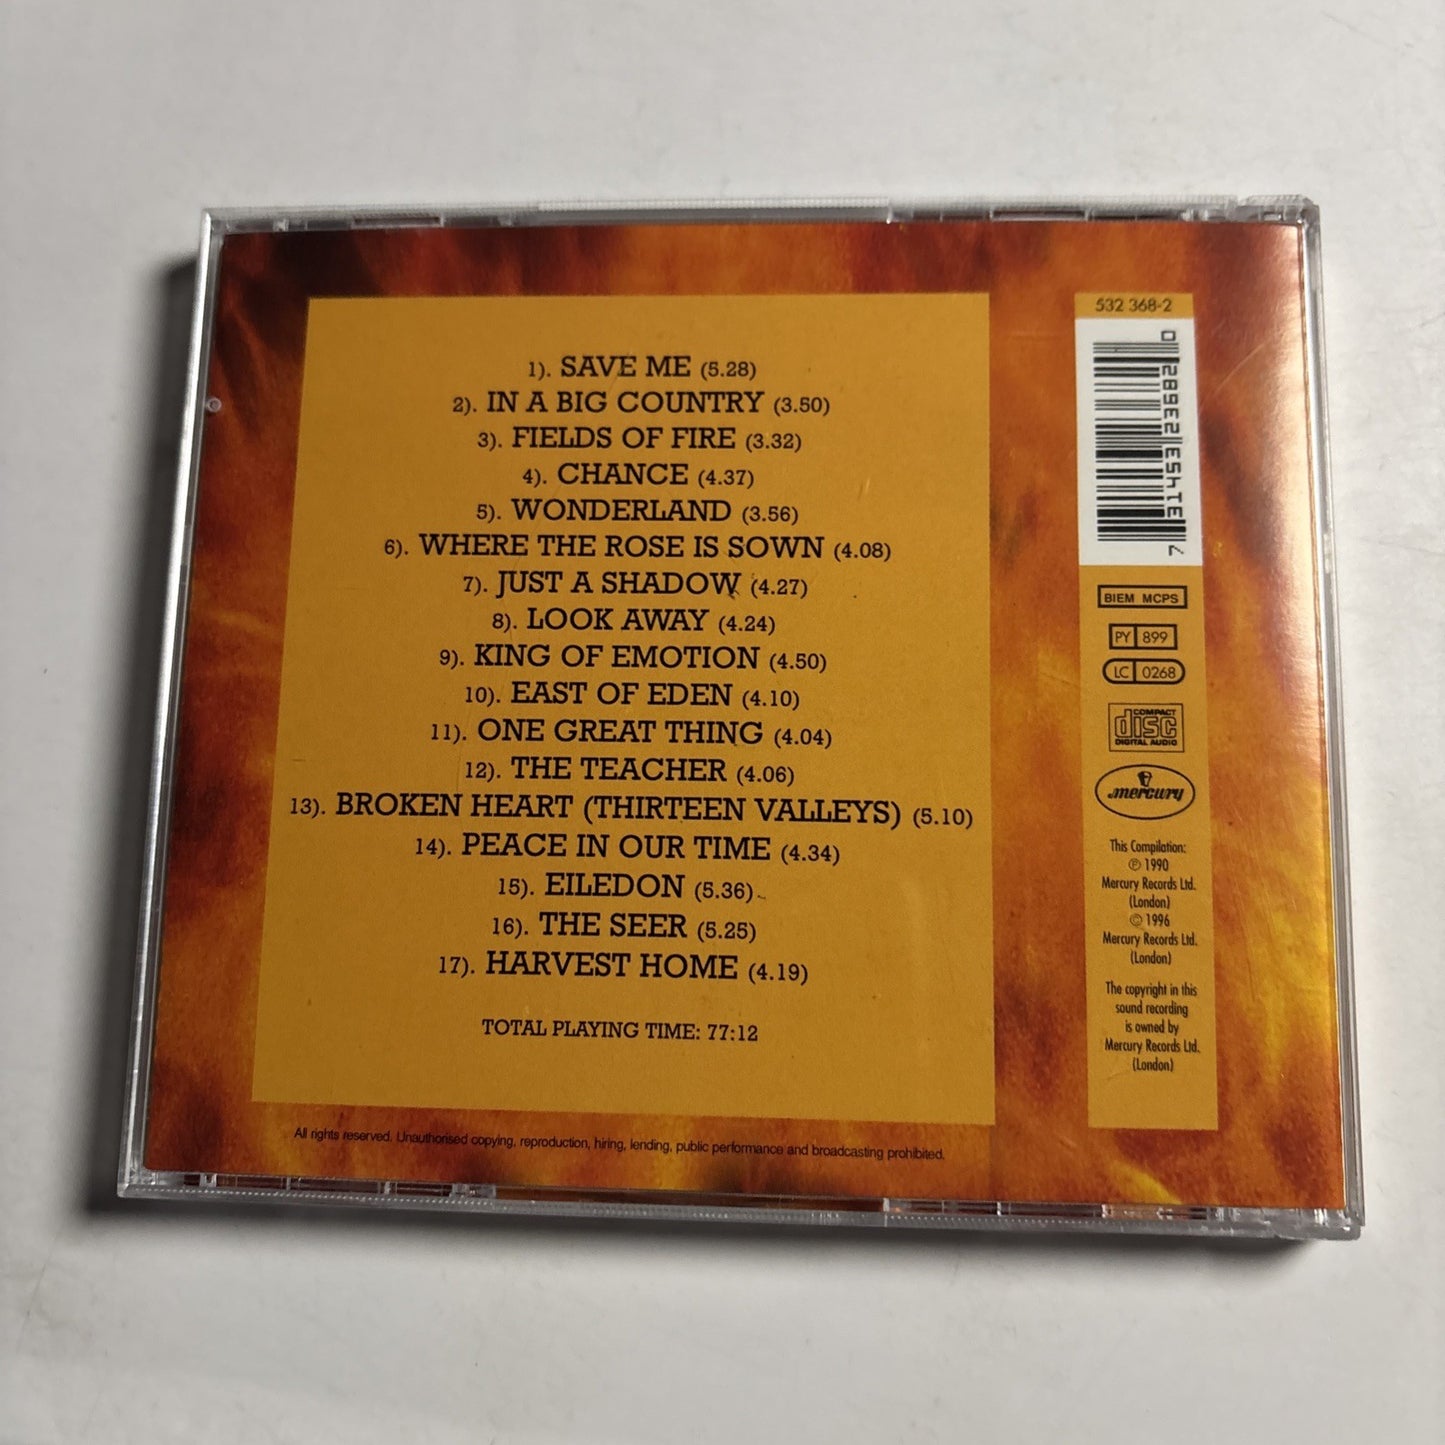 1). SAVE ME (5.28)
2). IN A BIG COUNTRY (3.50)
3). FIELDS OF FIRE (3.32)
4). CHANCE (4.37)
5). WONDERLAND (3.56)
6). WHERE THE ROSE IS SOWN (4.08)
7). JUST A SHADOW (4.27)
8). LOOK AWAY (4.24)
9). KING OF EMOTION (4.50)
10). EAST OF EDEN (4.10)
11). ONE GREAT THING (4.04)
12). THE TEACHER (4.06)
13). BROKEN HEART (THIRTEEN VALLEYS) (5.10)
14). PEACE IN OUR TIME (4.34)
15). EILEDON (5.36)
16). THE SEER (5.25)
17). HARVEST HOME (4.19)
TOTAL PLAYING TIME: 77:12
All rights reserved. Unauthorised copying, reproduction, hiring, lending, public performance and broadcasting prohibited.
532 368-2
7 31453 23682 0
BIEM MCPS
PY 899
LC 0268
COMPACT
disc
DIGITAL AUDIO
mercury
This Compilation:
℗ 1990
Mercury Records Ltd.
(London)
© 1996
Mercury Records Ltd.
(London)
The copyright in this
sound recording
is owned by
Mercury Records Ltd.
(London)